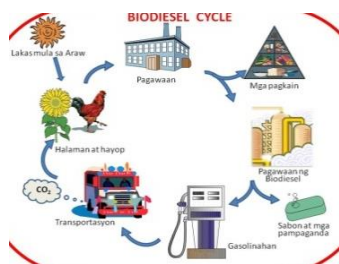 BIODIESEL CYCLE
Lakas mula sa Araw
Pagawaan
Mga pagkain
Halaman at hayop
Pagawaan ng
Biodiesel
CO₂
Transportasyon
Gasolinahan
Sabon at mga
pampaganda